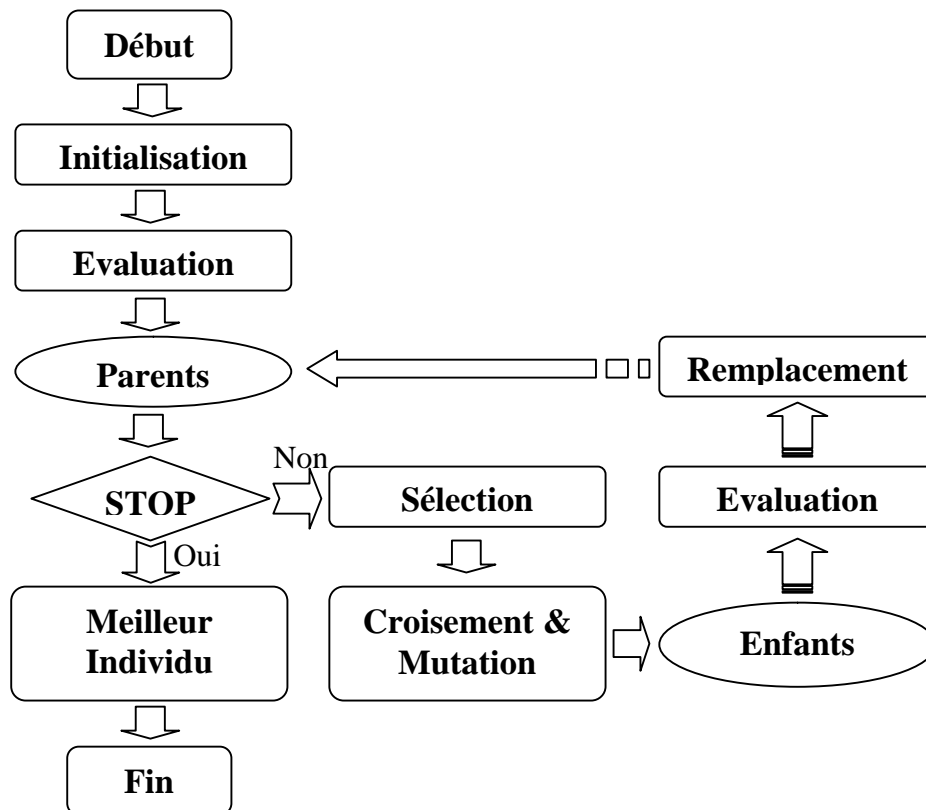 Début
Initialisation
Evaluation
Parents
Remplacement
Non
STOP
Sélection
Evaluation
Oui
Meilleur
Individu
Croisement &
Mutation
Enfants
Fin